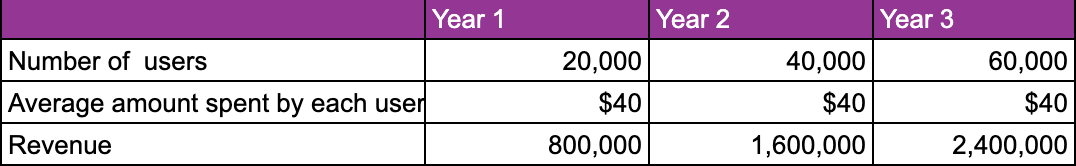 Year 1 Year 2 Year 3
Number of  users 20,000 40,000 60,000
Average amount spent by each user $40 $40 $40
Revenue 800,000 1,600,000 2,400,000